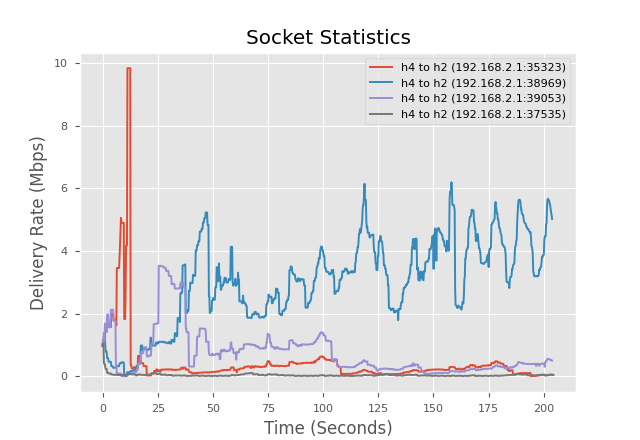 Socket Statistics
h4 to h2 (192.168.2.1:35323)
h4 to h2 (192.168.2.1:38969)
h4 to h2 (192.168.2.1:39053)
h4 to h2 (192.168.2.1:37535)
Delivery Rate (Mbps)
10
8
6
4
2
0
0 25 50 75 100 125 150 175 200
Time (Seconds)